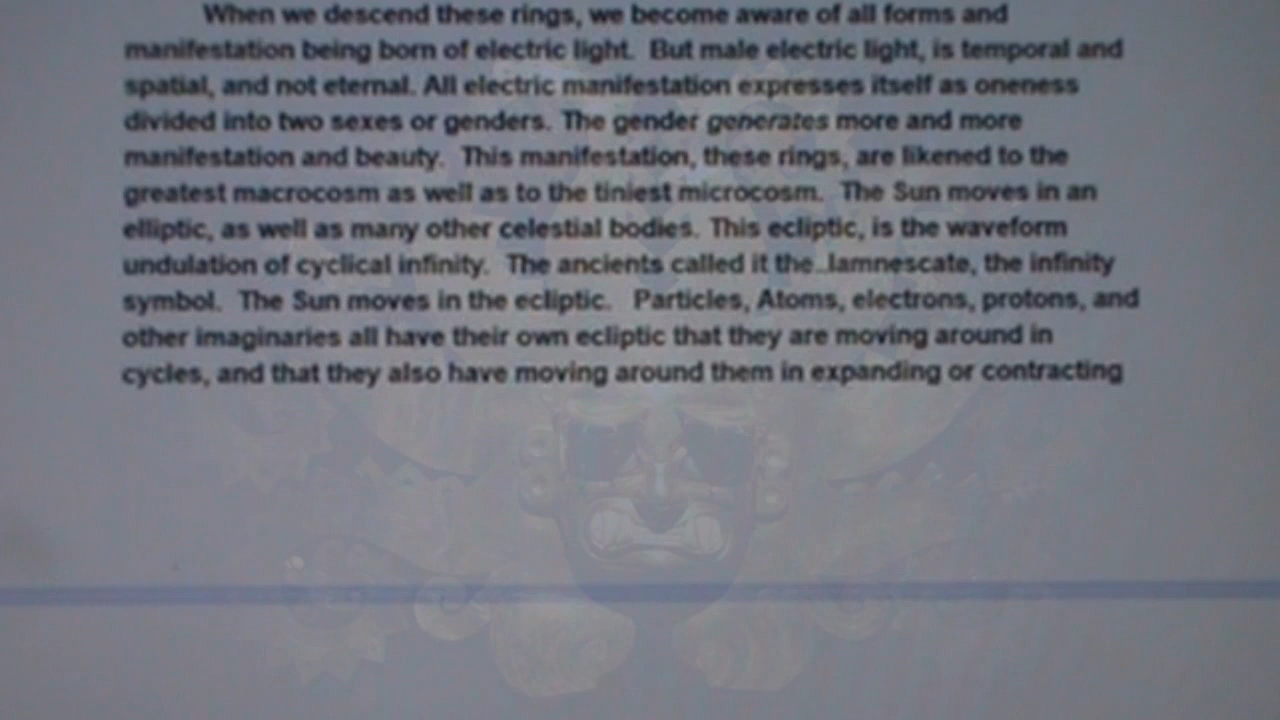 When we descend these rings, we become aware of all forms and
manifestation being born of electric light.  But male electric light, is temporal and
spatial, and not eternal. All electric manifestation expresses itself as oneness
divided into two sexes or genders. The gender generates more and more
manifestation and beauty.  This manifestation, these rings, are likened to the
greatest macrocosm as well as to the tiniest microcosm.  The Sun moves in an
elliptic, as well as many other celestial bodies. This ecliptic, is the waveform
undulation of cyclical infinity.  The ancients called it the..lamnescate, the infinity
symbol.  The Sun moves in the ecliptic.   Particles, Atoms, electrons, protons, and
other imaginaries all have their own ecliptic that they are moving around in
cycles, and that they also have moving around them in expanding or contracting